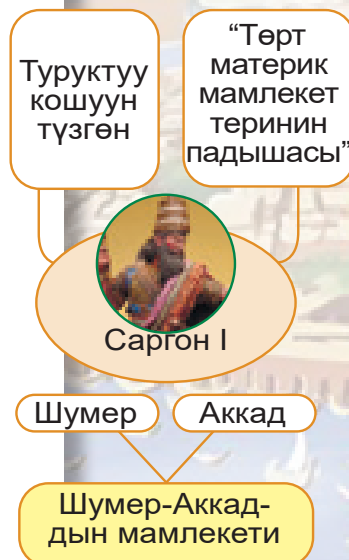 Туруктуу
кошуун
түзгөн
“Төрт
материк
мамлекет
теринин
падышасы”
Саргон I
Шумер
Аккад
Шумер-Аккад-
дын мамлекети